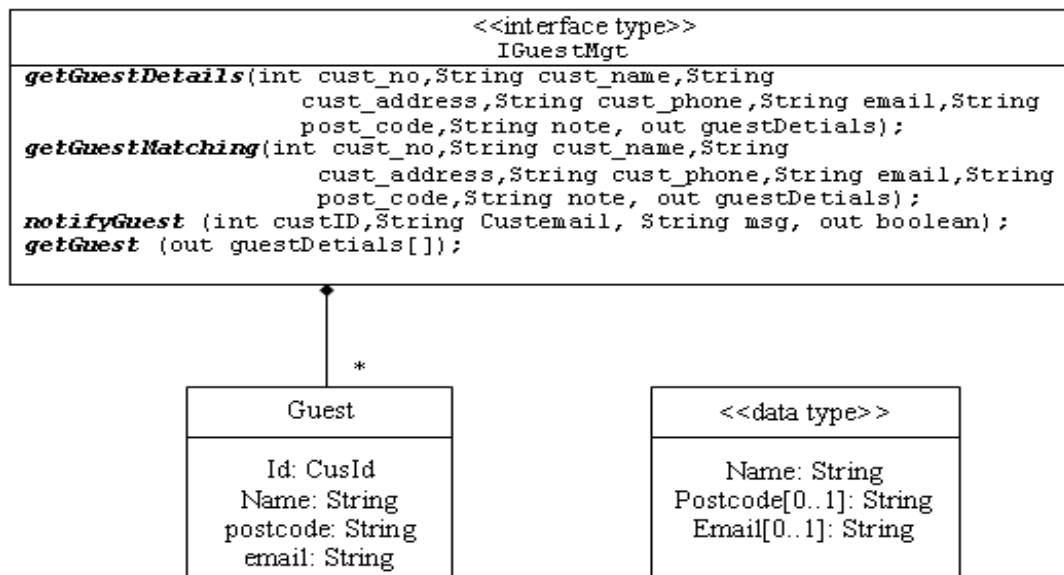 <<interface type>>
IGuestMgt
getGuestDetails(int cust_no,String cust_name,String
cust_address,String cust_phone,String email,String
post_code,String note, out guestDetials);
getGuestMatching(int cust_no,String cust_name,String
cust_address,String cust_phone,String email,String
post_code,String note, out guestDetials);
notifyGuest (int custID,String Custemail, String msg, out boolean);
getGuest (out guestDetials[]);
*
Guest
Id: CusId
Name: String
postcode: String
email: String
<<data type>>
Name: String
Postcode[0..1]: String
Email[0..1]: String